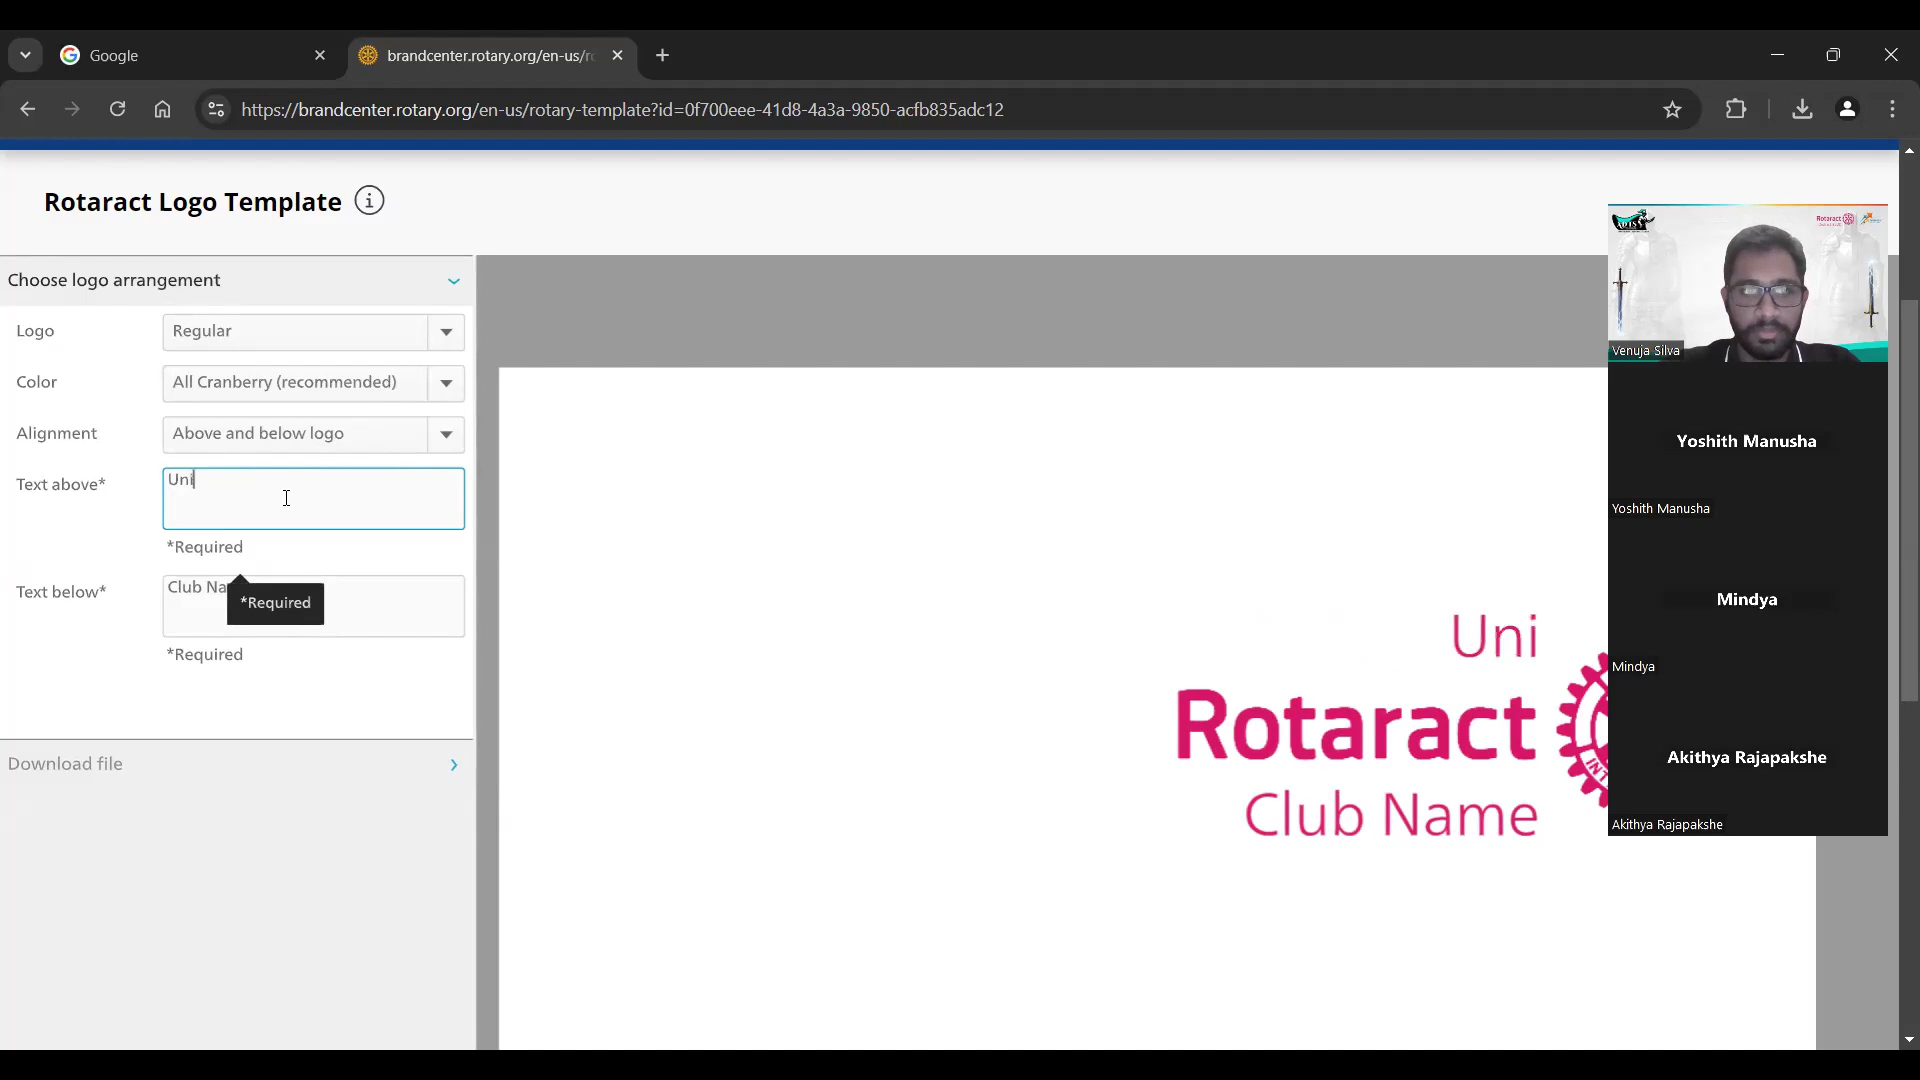 Google
brandcenter.rotary.org/en-us/r
https://brandcenter.rotary.org/en-us/rotary-template?id=0f700eee-41d8-4a3a-9850-acfb835adc12
Rotaract Logo Template
Choose logo arrangement
Logo
Regular
Color
All Cranberry (recommended)
Alignment
Above and below logo
Text above*
Uni
*Required
Text below*
Club Na
*Required
*Required
Download file
Uni
Rotaract
Club Name
INT
Rotaract
Venuja Silva
Yoshith Manusha
Yoshith Manusha
Mindya
Mindya
Akithya Rajapakshe
Akithya Rajapakshe